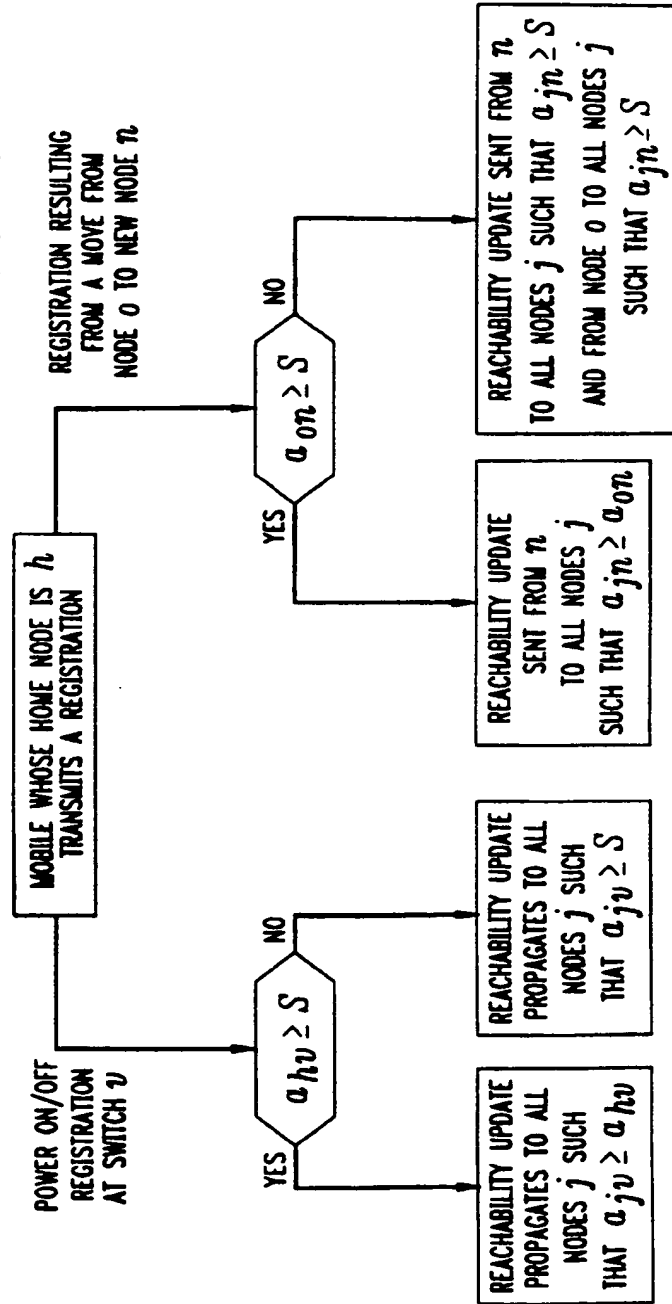 MOBILE WHOSE HOME NODE IS h
TRANSMITS A REGISTRATION
POWER ON/OFF
REGISTRATION
AT SWITCH v
REGISTRATION RESULTING
FROM A MOVE FROM
NODE O TO NEW NODE n
a_hv ≥ S
YES
NO
a_on ≥ S
YES
NO
REACHABILITY UPDATE
PROPAGATES TO ALL
NODES j SUCH
THAT a_jv ≥ a_hv
REACHABILITY UPDATE
PROPAGATES TO ALL
NODES j SUCH
THAT a_jv ≥ S
REACHABILITY UPDATE
SENT FROM n
TO ALL NODES j
SUCH THAT a_jn ≥ a_on
REACHABILITY UPDATE SENT FROM n
TO ALL NODES j SUCH THAT a_jn ≥ S
AND FROM NODE O TO ALL NODES j
SUCH THAT a_jn ≥ S